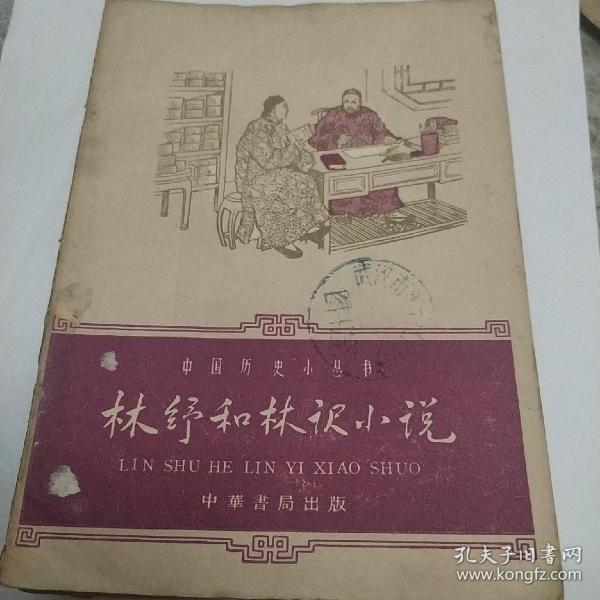 中国历史小丛书
林纾和林译小说
LIN SHU HE LIN YI XIAO SHUO
中華書局出版
孔夫子旧書网
www.kongfz.com